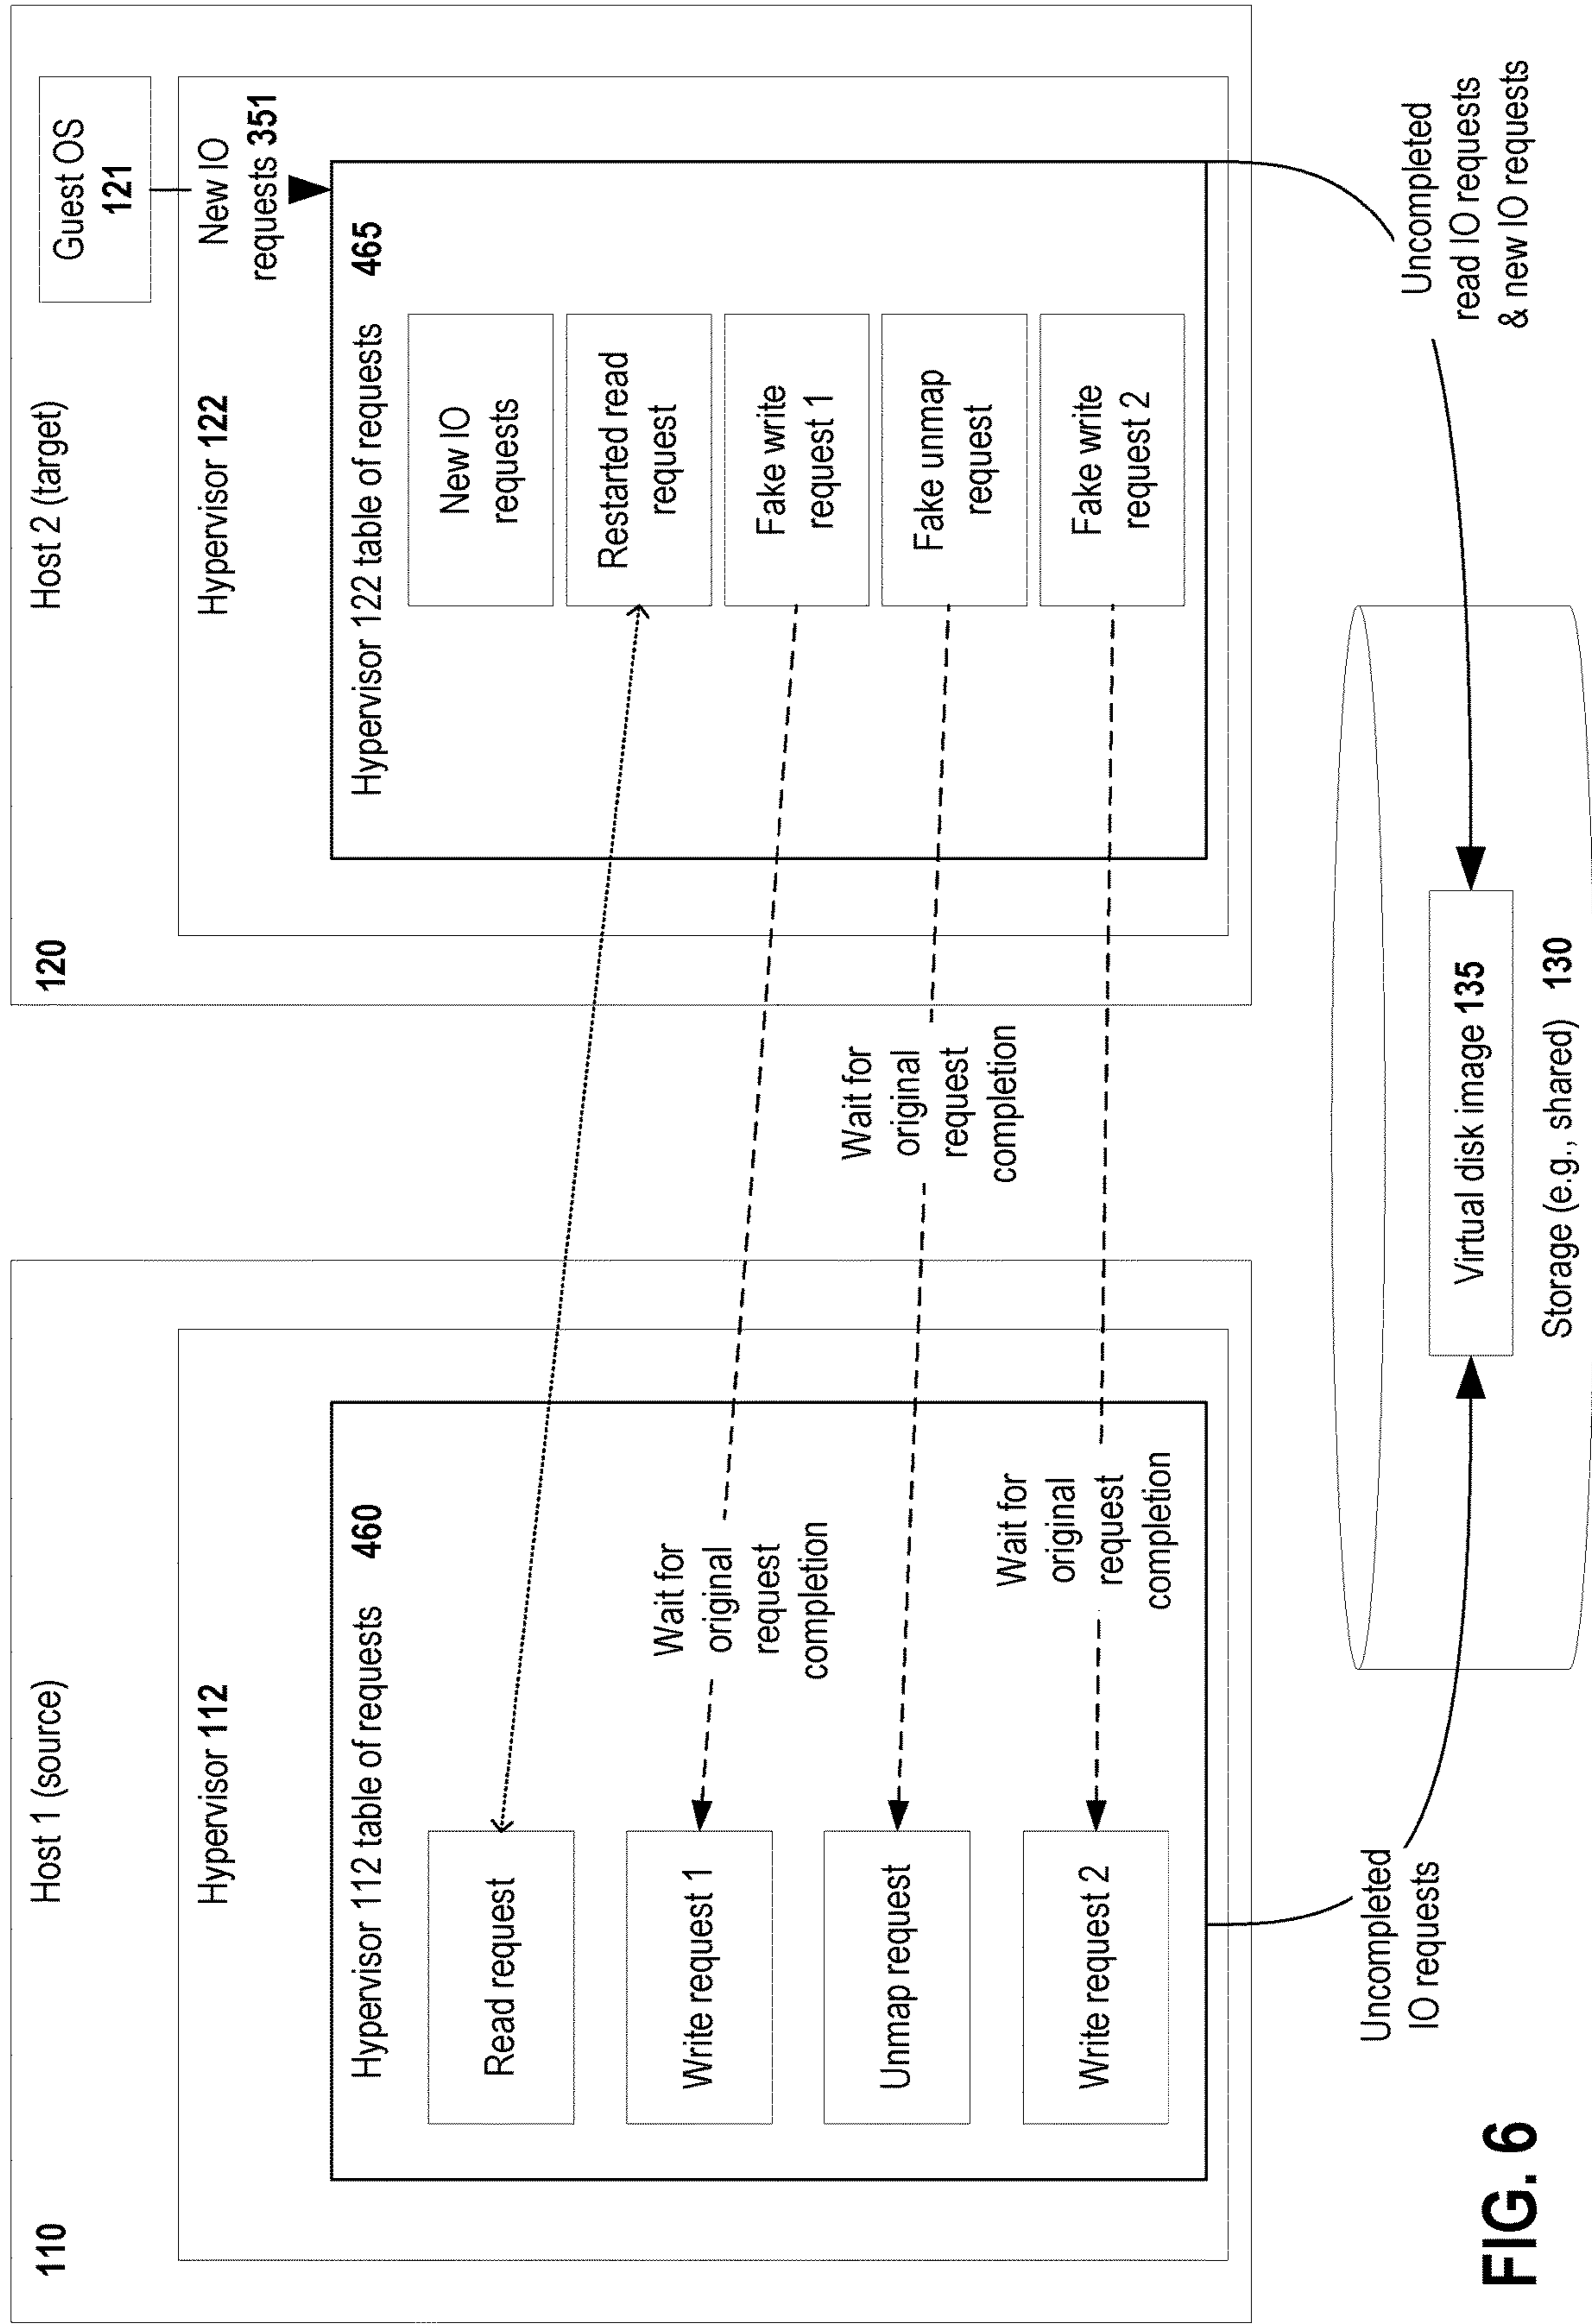 110
Host 1 (source)
Hypervisor 112
Hypervisor 112 table of requests 460
Read request
Write request 1
Unmap request
Write request 2
Wait for
original
request
completion
Wait for
original
request
completion
Wait for
original
request
completion
120
Host 2 (target)
Guest OS
121
Hypervisor 122
New IO
requests 351
Hypervisor 122 table of requests 465
New IO
requests
Restarted read
request
Fake write
request 1
Fake unmap
request
Fake write
request 2
Uncompleted
IO requests
Uncompleted
read IO requests
& new IO requests
Virtual disk image 135
Storage (e.g., shared) 130
FIG. 6